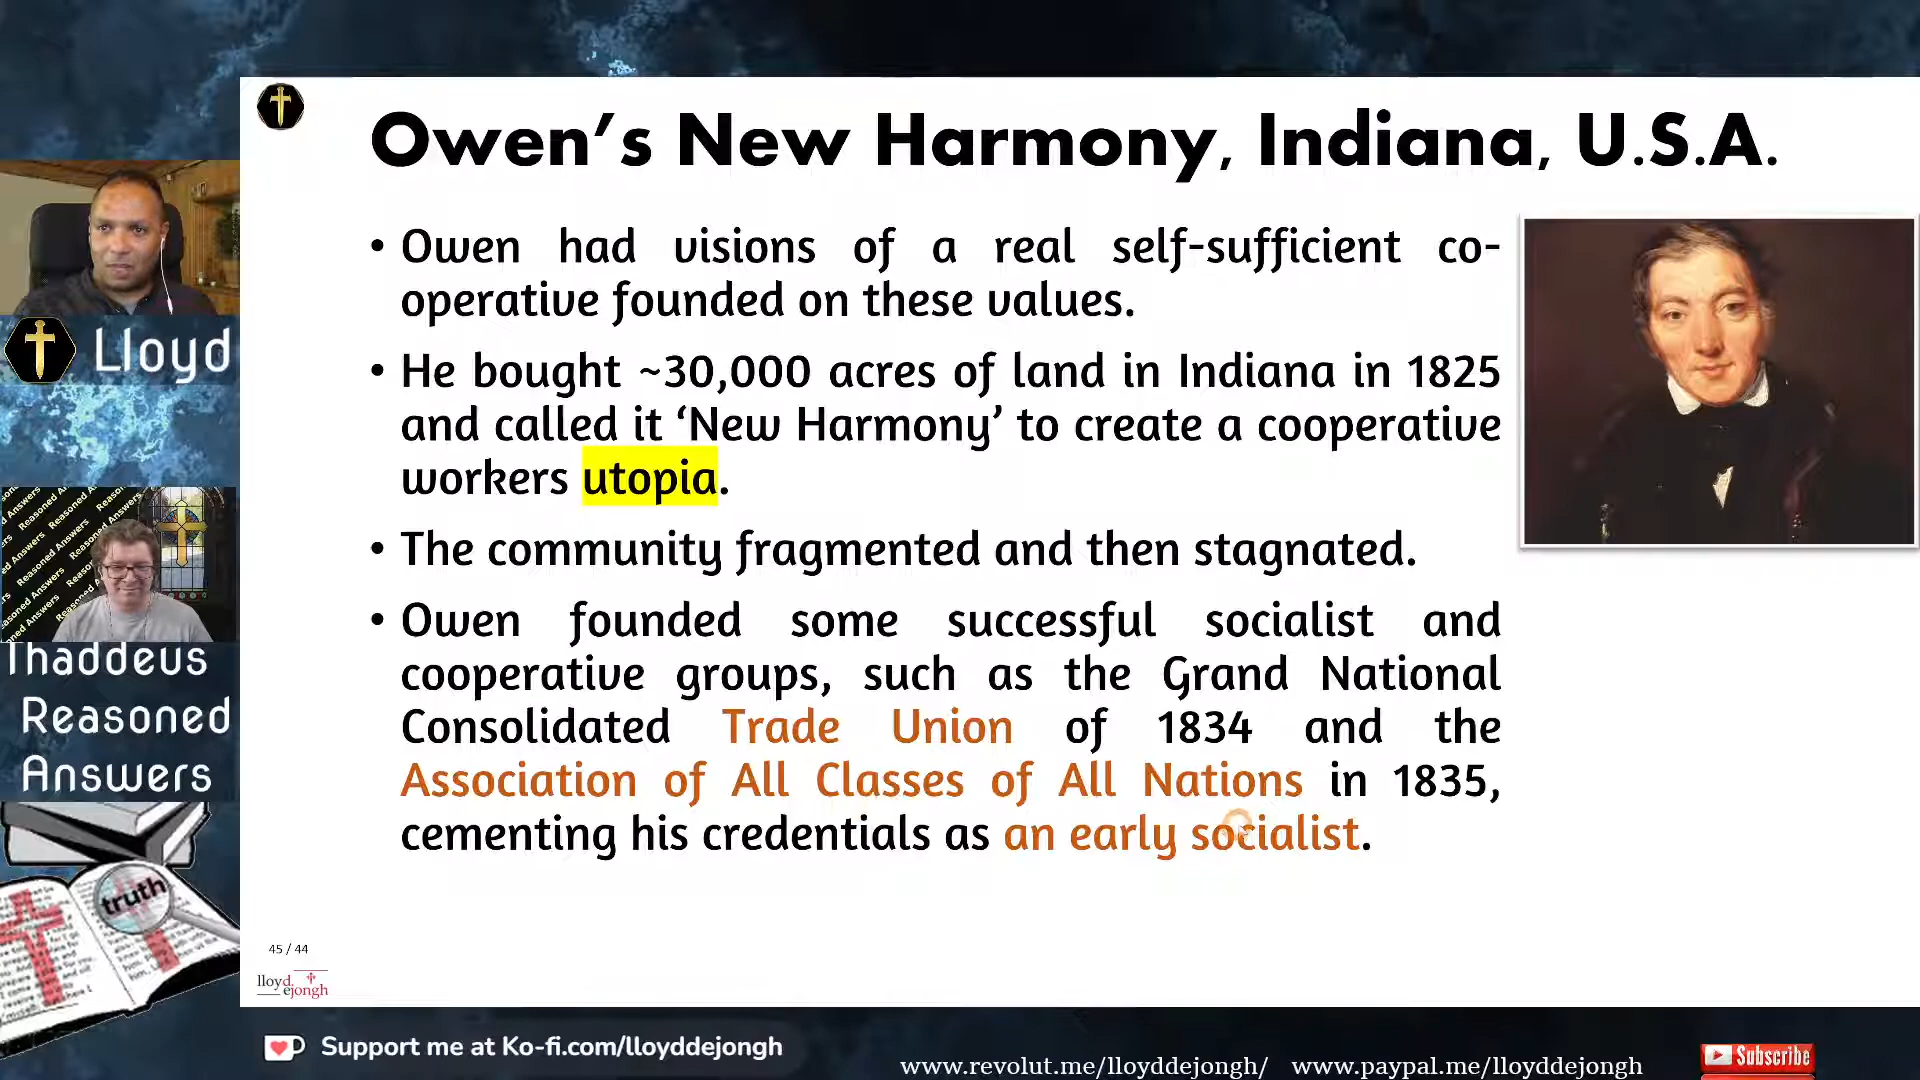 Owen's New Harmony, Indiana, U.S.A.
• Owen had visions of a real self-sufficient co-
operative founded on these values.
• He bought ~30,000 acres of land in Indiana in 1825
and called it ‘New Harmony’ to create a cooperative
workers utopia.
• The community fragmented and then stagnated.
• Owen founded some successful socialist and
cooperative groups, such as the Grand National
Consolidated Trade Union of 1834 and the
Association of All Classes of All Nations in 1835,
cementing his credentials as an early socialist.
45 / 44
lloyd
ejongh
Lloyd
Thaddeus
Reasoned
Answers
truth
Support me at Ko-fi.com/lloyddejongh
www.revolut.me/lloyddejongh/ www.paypal.me/lloyddejongh
Subscribe